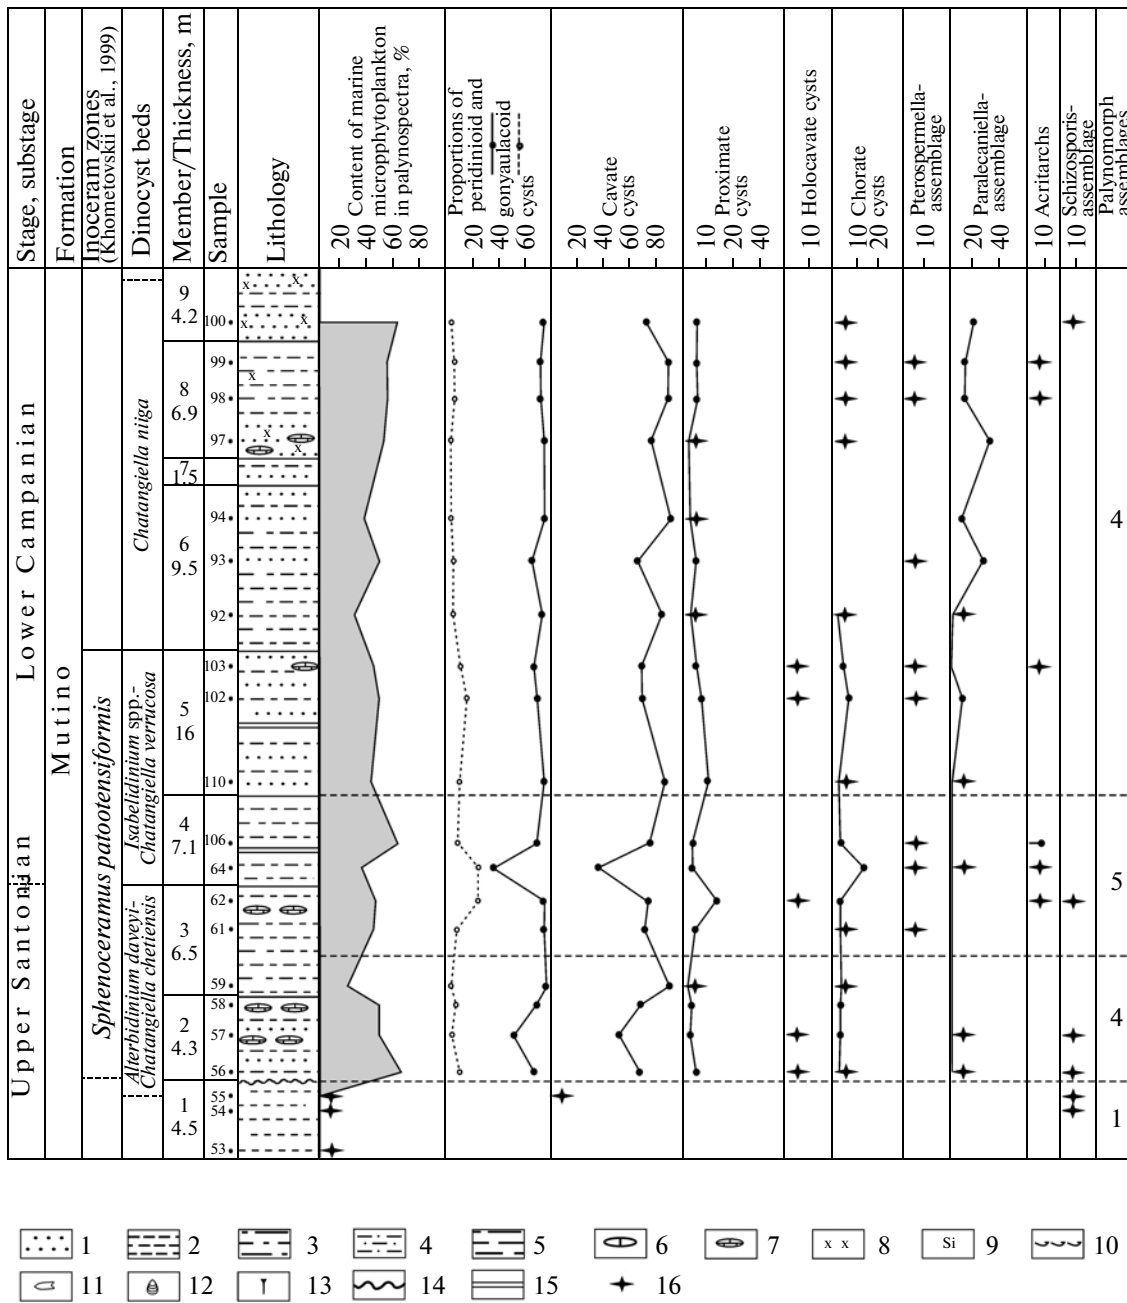 Stage, substage
Formation
Inoceram zones
(Khometovskii et al., 1999)
Dinocyst beds
Member/Thickness, m
Sample
Lithology
Content of marine
micropphytoplankton
in palynospectra, %
20 40 60 80
Proportions of
peridinioid and
gonyaulacoid
cysts
20 40 60
Cavate
cysts
20 40 60 80
Proximate
cysts
10 20 40
Holocavate cysts
10
Chorate
cysts
10 20
Pterospermella-
assemblage
10
Paralecaniella-
assemblage
20 40
Acritarchs
10
Schizosporis-
assemblage
10
Palynomorph
assemblages
Lower Campanian
Upper Santonian
Mutino
Sphenoceramus patootensiformis
Chatangiella niiga
Isabelidinium spp.-
Chatangiella verrucosa
Alterbidinium daveyi-
Chatangiella chetiensis
9
4.2
8
6.9
7
1.5
6
9.5
5
16
4
7.1
3
6.5
2
4.3
1
4.5
100
99
98
97
94
93
92
103
102
110
106
64
62
61
59
58
57
56
55
54
53
x x
x x
x
x
x
4
5
4
1
1 2 3 4 5 6 7 x x 8 Si 9 10
11 12 13 14 15 16